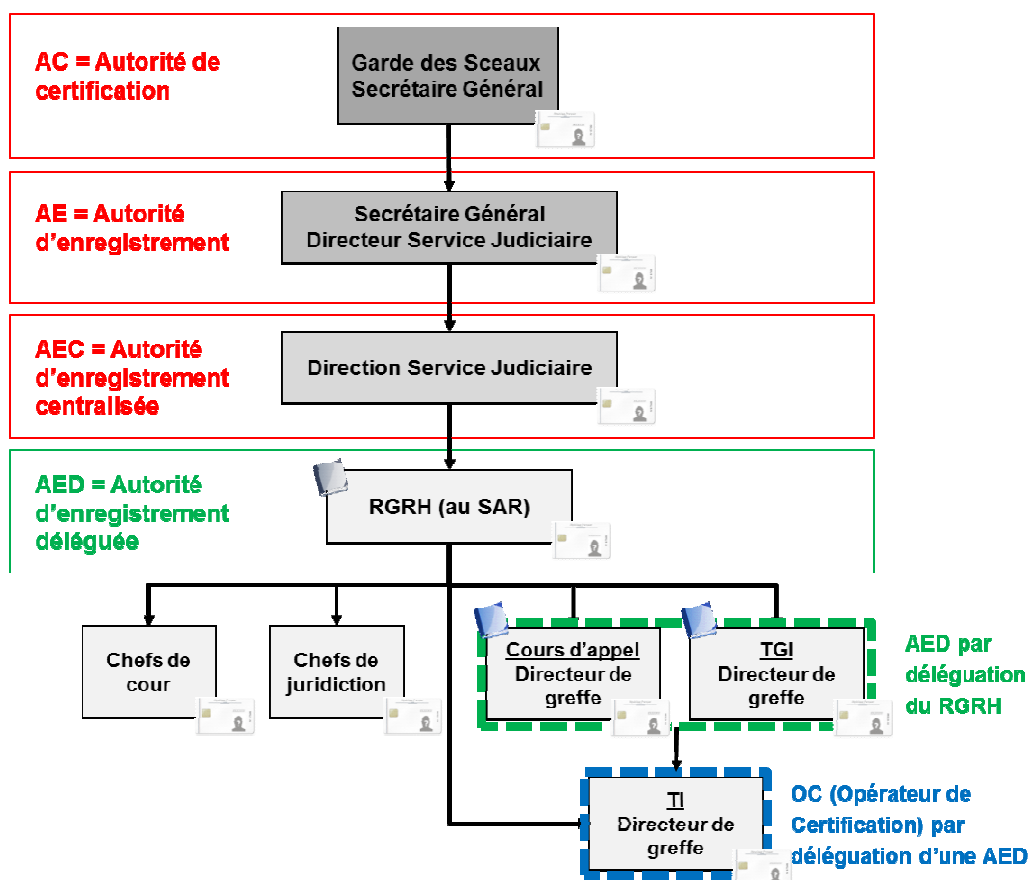 AC = Autorité de
certification
Garde des Sceaux
Secrétaire Général
AE = Autorité
d'enregistrement
Secrétaire Général
Directeur Service Judiciaire
AEC = Autorité
d'enregistrement
centralisée
Direction Service Judiciaire
AED = Autorité
d'enregistrement
déléguée
RGRH (au SAR)
Chefs de
cour
Chefs de
juridiction
Cours d'appel
Directeur de
greffe
TGI
Directeur de
greffe
AED par
déléguation
du RGRH
TI
Directeur de
greffe
OC (Opérateur de
Certification) par
déléguation d'une AED